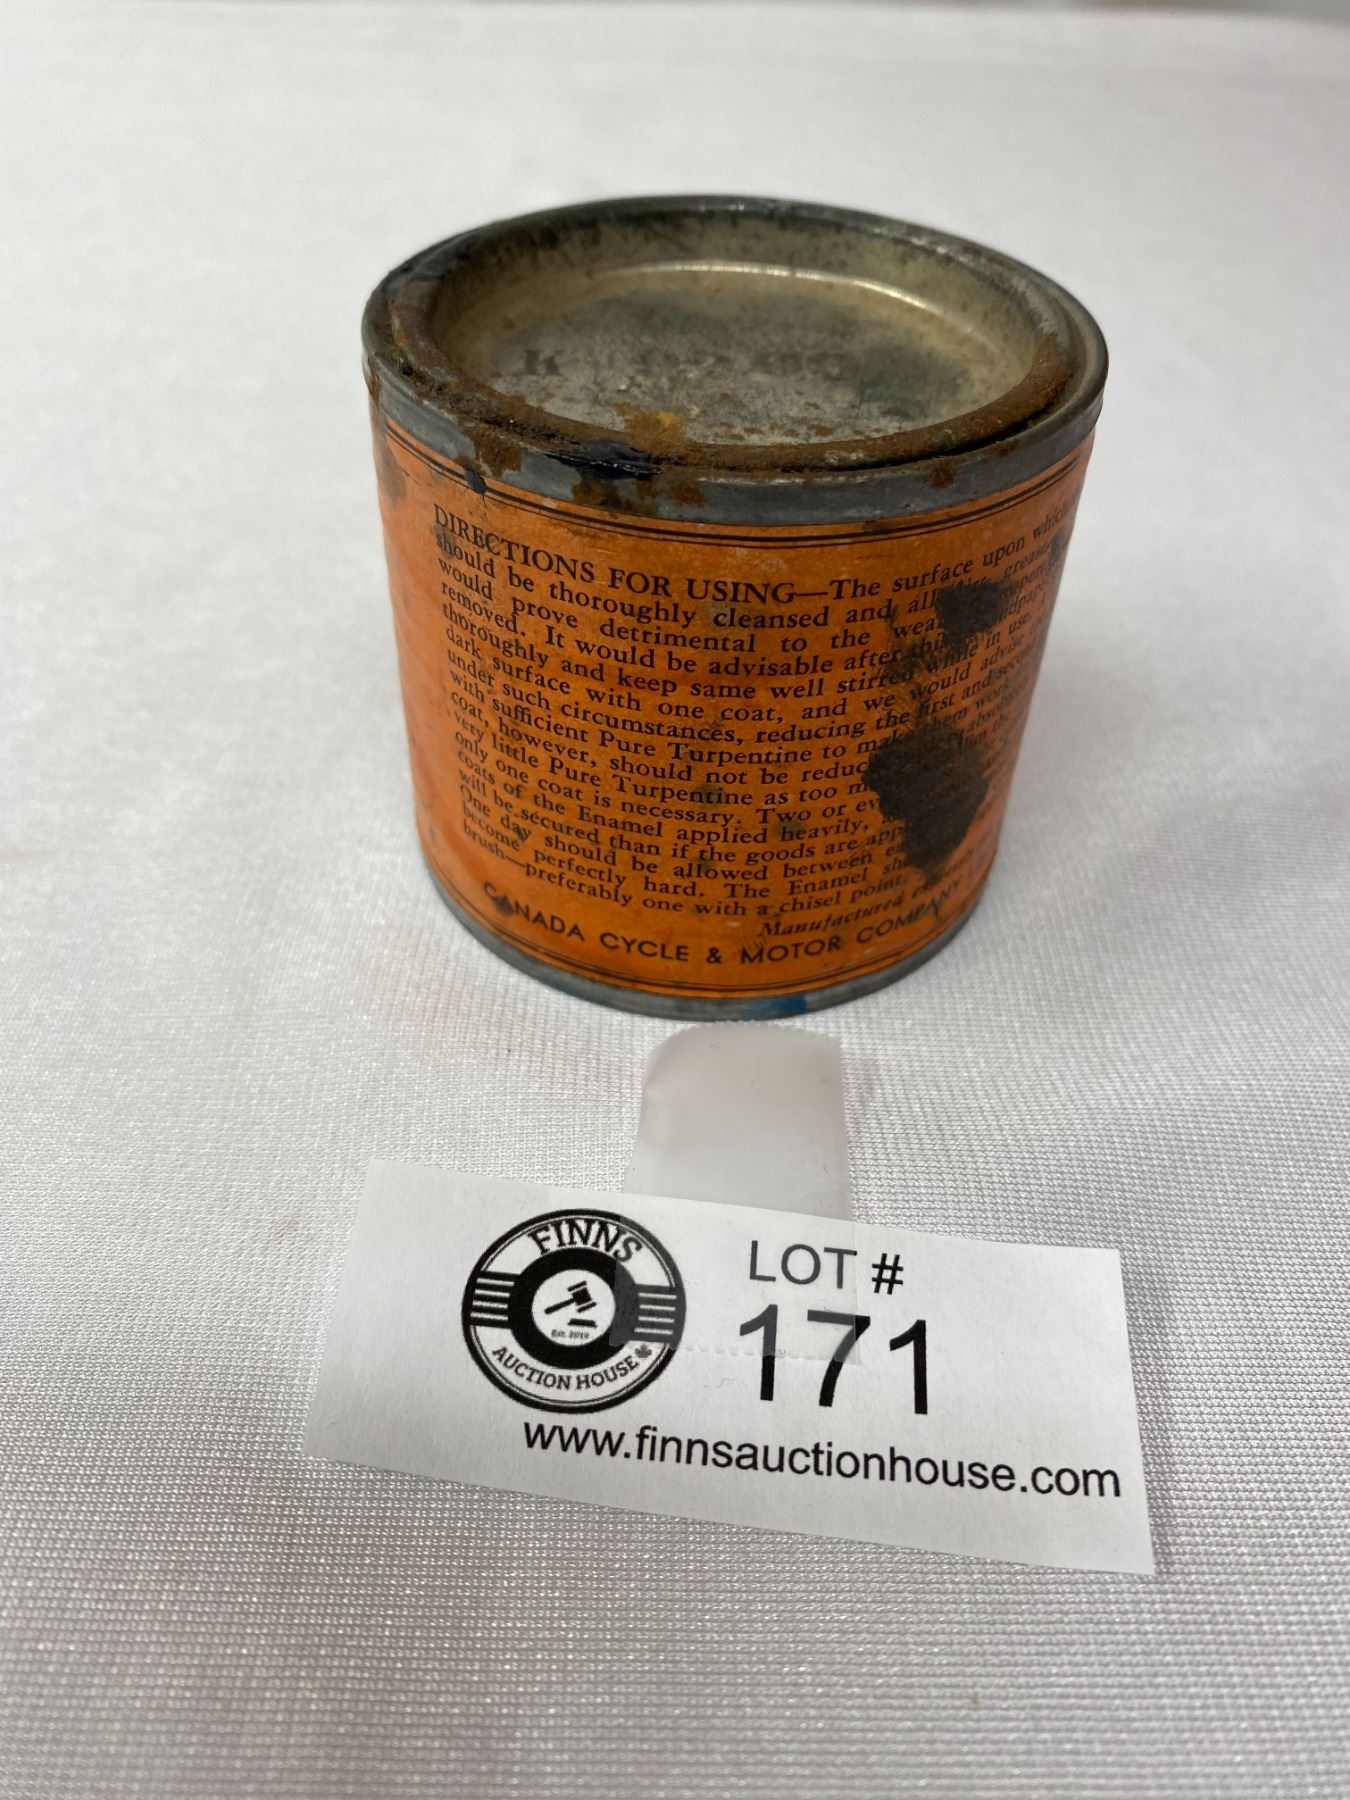 DIRECTIONS FOR USING—The surface upon which
should be thoroughly cleansed and all grease
would prove detrimental to the
removed. It would be advisable after
thoroughly and keep same well stirred while in use.
dark surface with one coat, and we would advise
under such circumstances, reducing the first and second
with sufficient Pure Turpentine to make them work
coat, however, should not be
very little Pure Turpentine as too
only one coat is necessary. Two or
coats of the Enamel applied heavily,
will be secured than if the goods are
One day should be allowed between
become perfectly hard. The Enamel
brush—preferably one with a chisel point.
Manufactured expressly
CANADA CYCLE & MOTOR COMPANY
FINNS
Est. 2019
AUCTION HOUSE
LOT #
171
www.finnsauctionhouse.com